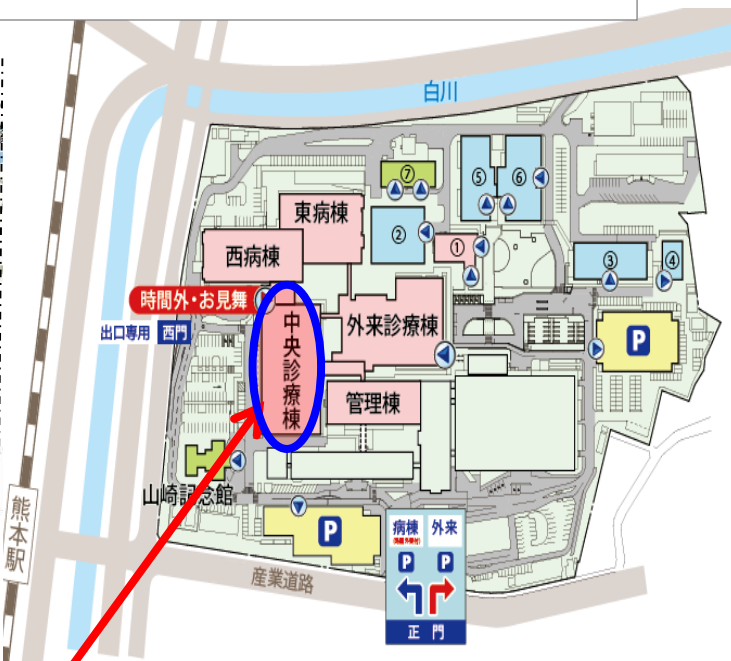 白川
⑦
⑤
⑥
東病棟
②
①
西病棟
③
④
時間外・お見舞
中央診療棟
外来診療棟
出口専用 西門
P
管理棟
山崎記念館
熊本駅
P
病棟 外来
P P
産業道路
正門